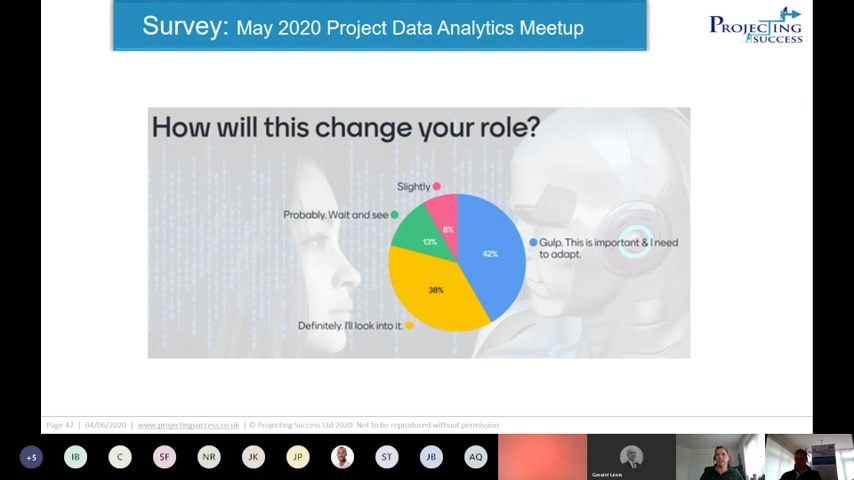 Survey: May 2020 Project Data Analytics Meetup
PROJECTING
SUCCESS
How will this change your role?
Slightly
Probably. Wait and see
8%
13%
42%
Gulp. This is important & I need
to adapt.
38%
Definitely. I'll look into it.
Page 42 | 04/06/2020 | www.projectingsuccess.co.uk | © Projecting Success Ltd 2020. Not to be reproduced without permission
+5 IB C SF NR JK JP ST JB AQ
Geraint Lewis